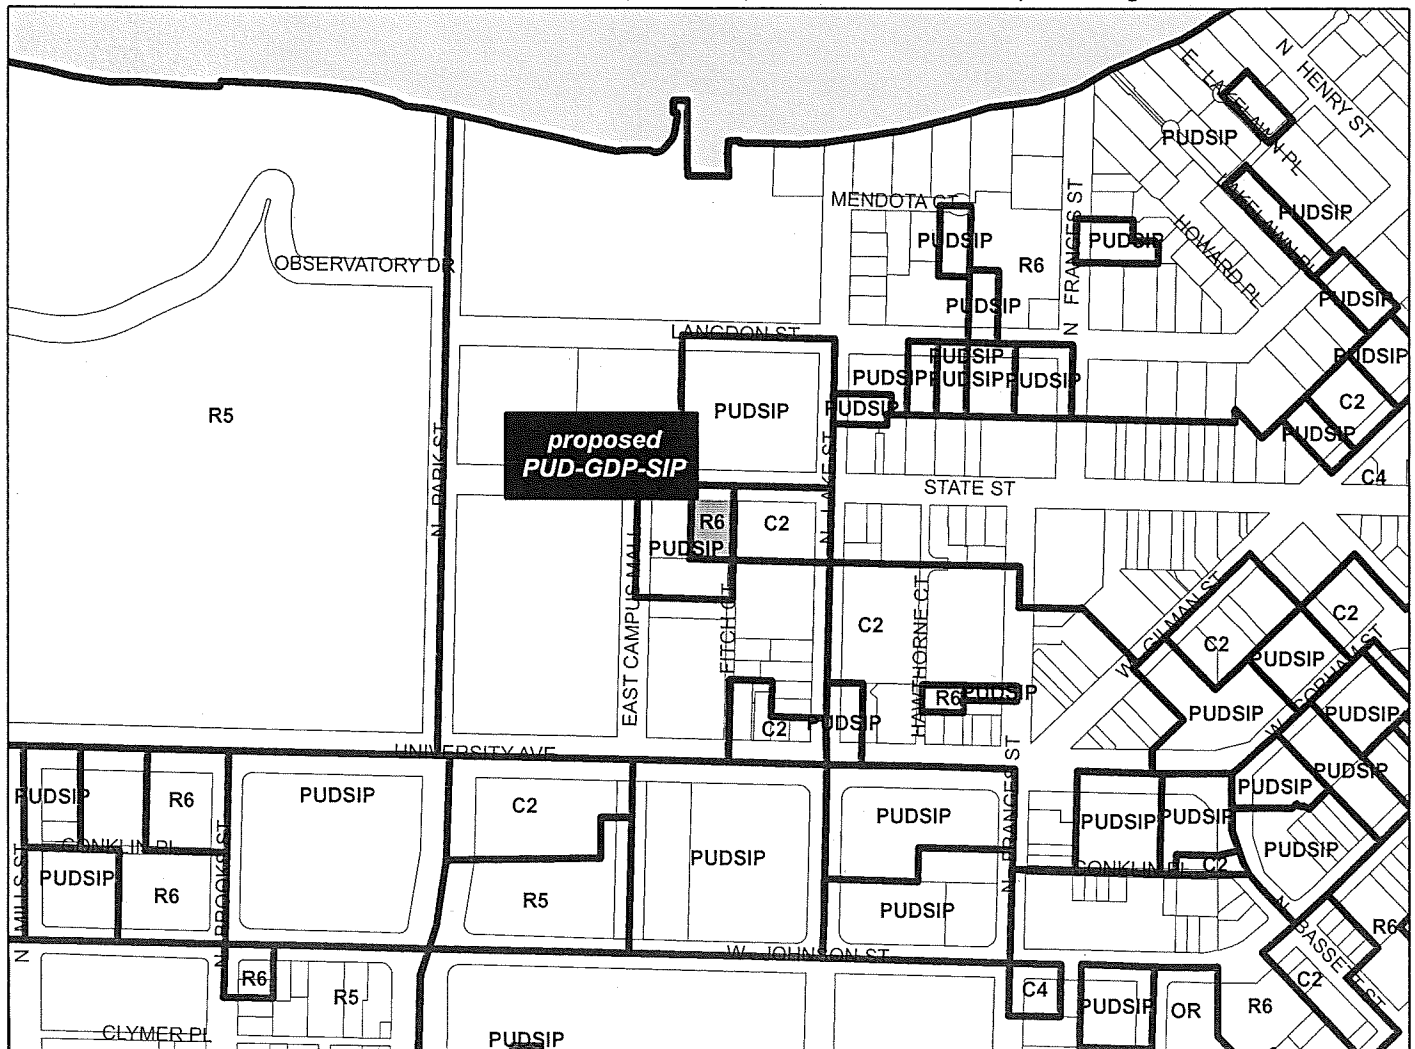 N HENRY ST
E LAKELAWN PL
PUDSIP
MENDOTA CT
N FRANCES ST
LAKELAWN PL
PUDSIP
PUDSIP
PUDSIP
HOWARD PL
R6
OBSERVATORY DR
PUDSIP
PUDSIP
LANGDON ST
PUDSIP
PUDSIP
PUDSIP
PUDSIP
PUDSIP
R5
PUDSIP
PUDSIP
C2
PUDSIP
proposed
PUD-GDP-SIP
N PARK ST
N LAKE ST
STATE ST
C4
R6
C2
PUDSIP
EAST CAMPUS MALL
FITCH CT
C2
HAWTHORNE CT
W GILMAN ST
C2
C2
PUDSIP
W GORHAM ST
R6
PUDSIP
PUDSIP
C2
PUDSIP
PUDSIP
UNIVERSITY AVE
N FRANCES ST
PUDSIP
PUDSIP
PUDSIP
R6
PUDSIP
C2
PUDSIP
PUDSIP
PUDSIP
CONKLIN PL
N BROOKS ST
PUDSIP
PUDSIP
CONKLIN PL
C2
N MILLS ST
PUDSIP
R6
R5
PUDSIP
N BASSETT ST
R6
W JOHNSON ST
R6
R5
C4
PUDSIP
OR
R6
C2
CLYMER PL
PUDSIP